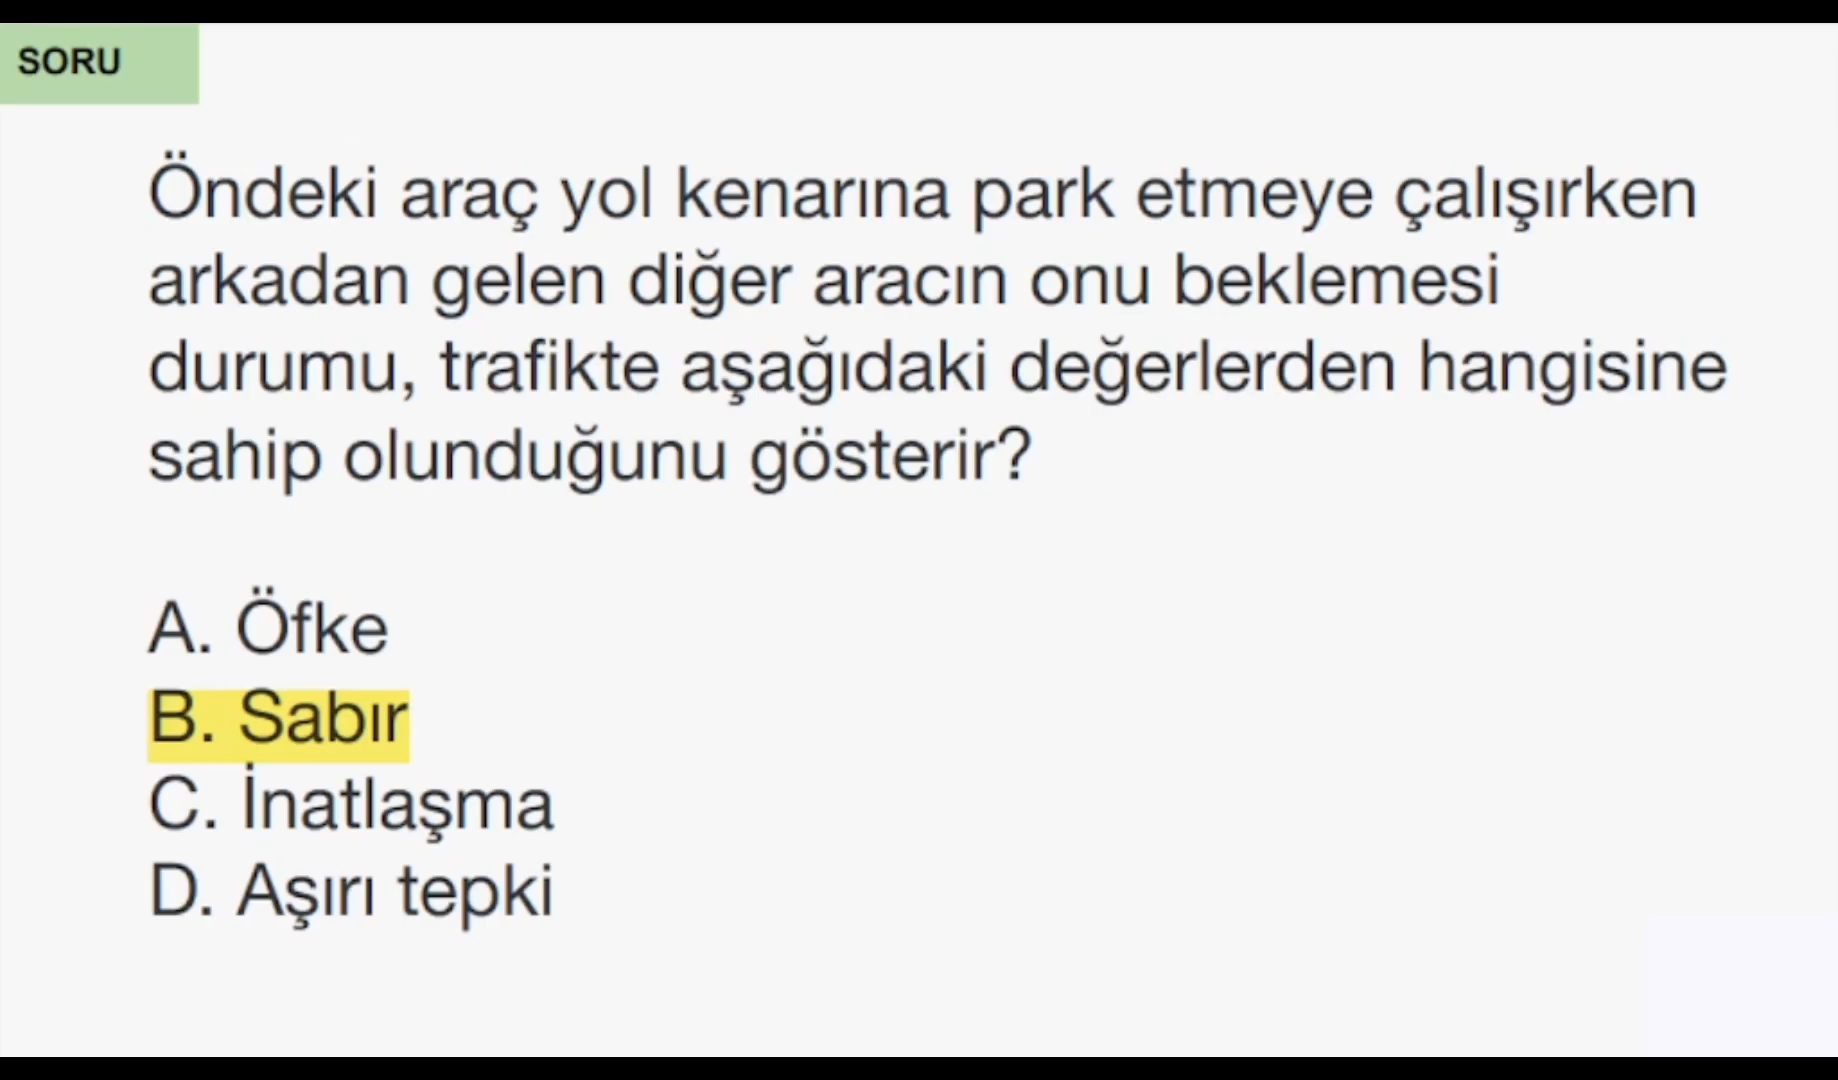 SORU
Öndeki araç yol kenarına park etmeye çalışırken
arkadan gelen diğer aracın onu beklemesi
durumu, trafikte aşağıdaki değerlerden hangisine
sahip olunduğunu gösterir?
A. Öfke
B. Sabır
C. İnatlaşma
D. Aşırı tepki